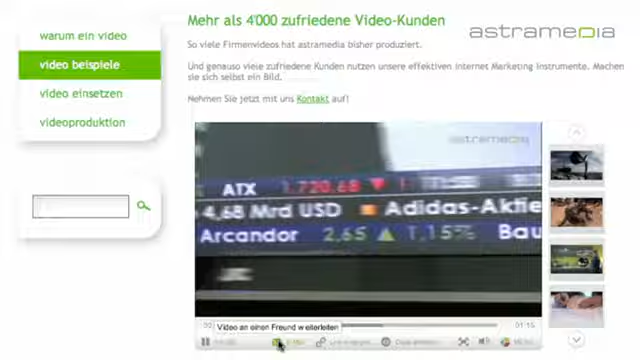 warum ein video
video beispiele
video einsetzen
videoproduktion
Mehr als 4'000 zufriedene Video-Kunden
astramedia
So viele Firmenvideos hat astramedia bisher produziert.
Und genauso viele zufriedene Kunden nutzen unsere effektiven Internet Marketing Instrumente. Machen
sie sich selbst ein Bild.
Nehmen Sie jetzt mit uns Kontakt auf!
astramedia
ATX 1.720,68
4,68 Mrd USD Adidas-Aktie
Arcandor 2,65 1,15% Bau
Video an einen Freund weiterleiten
01:15